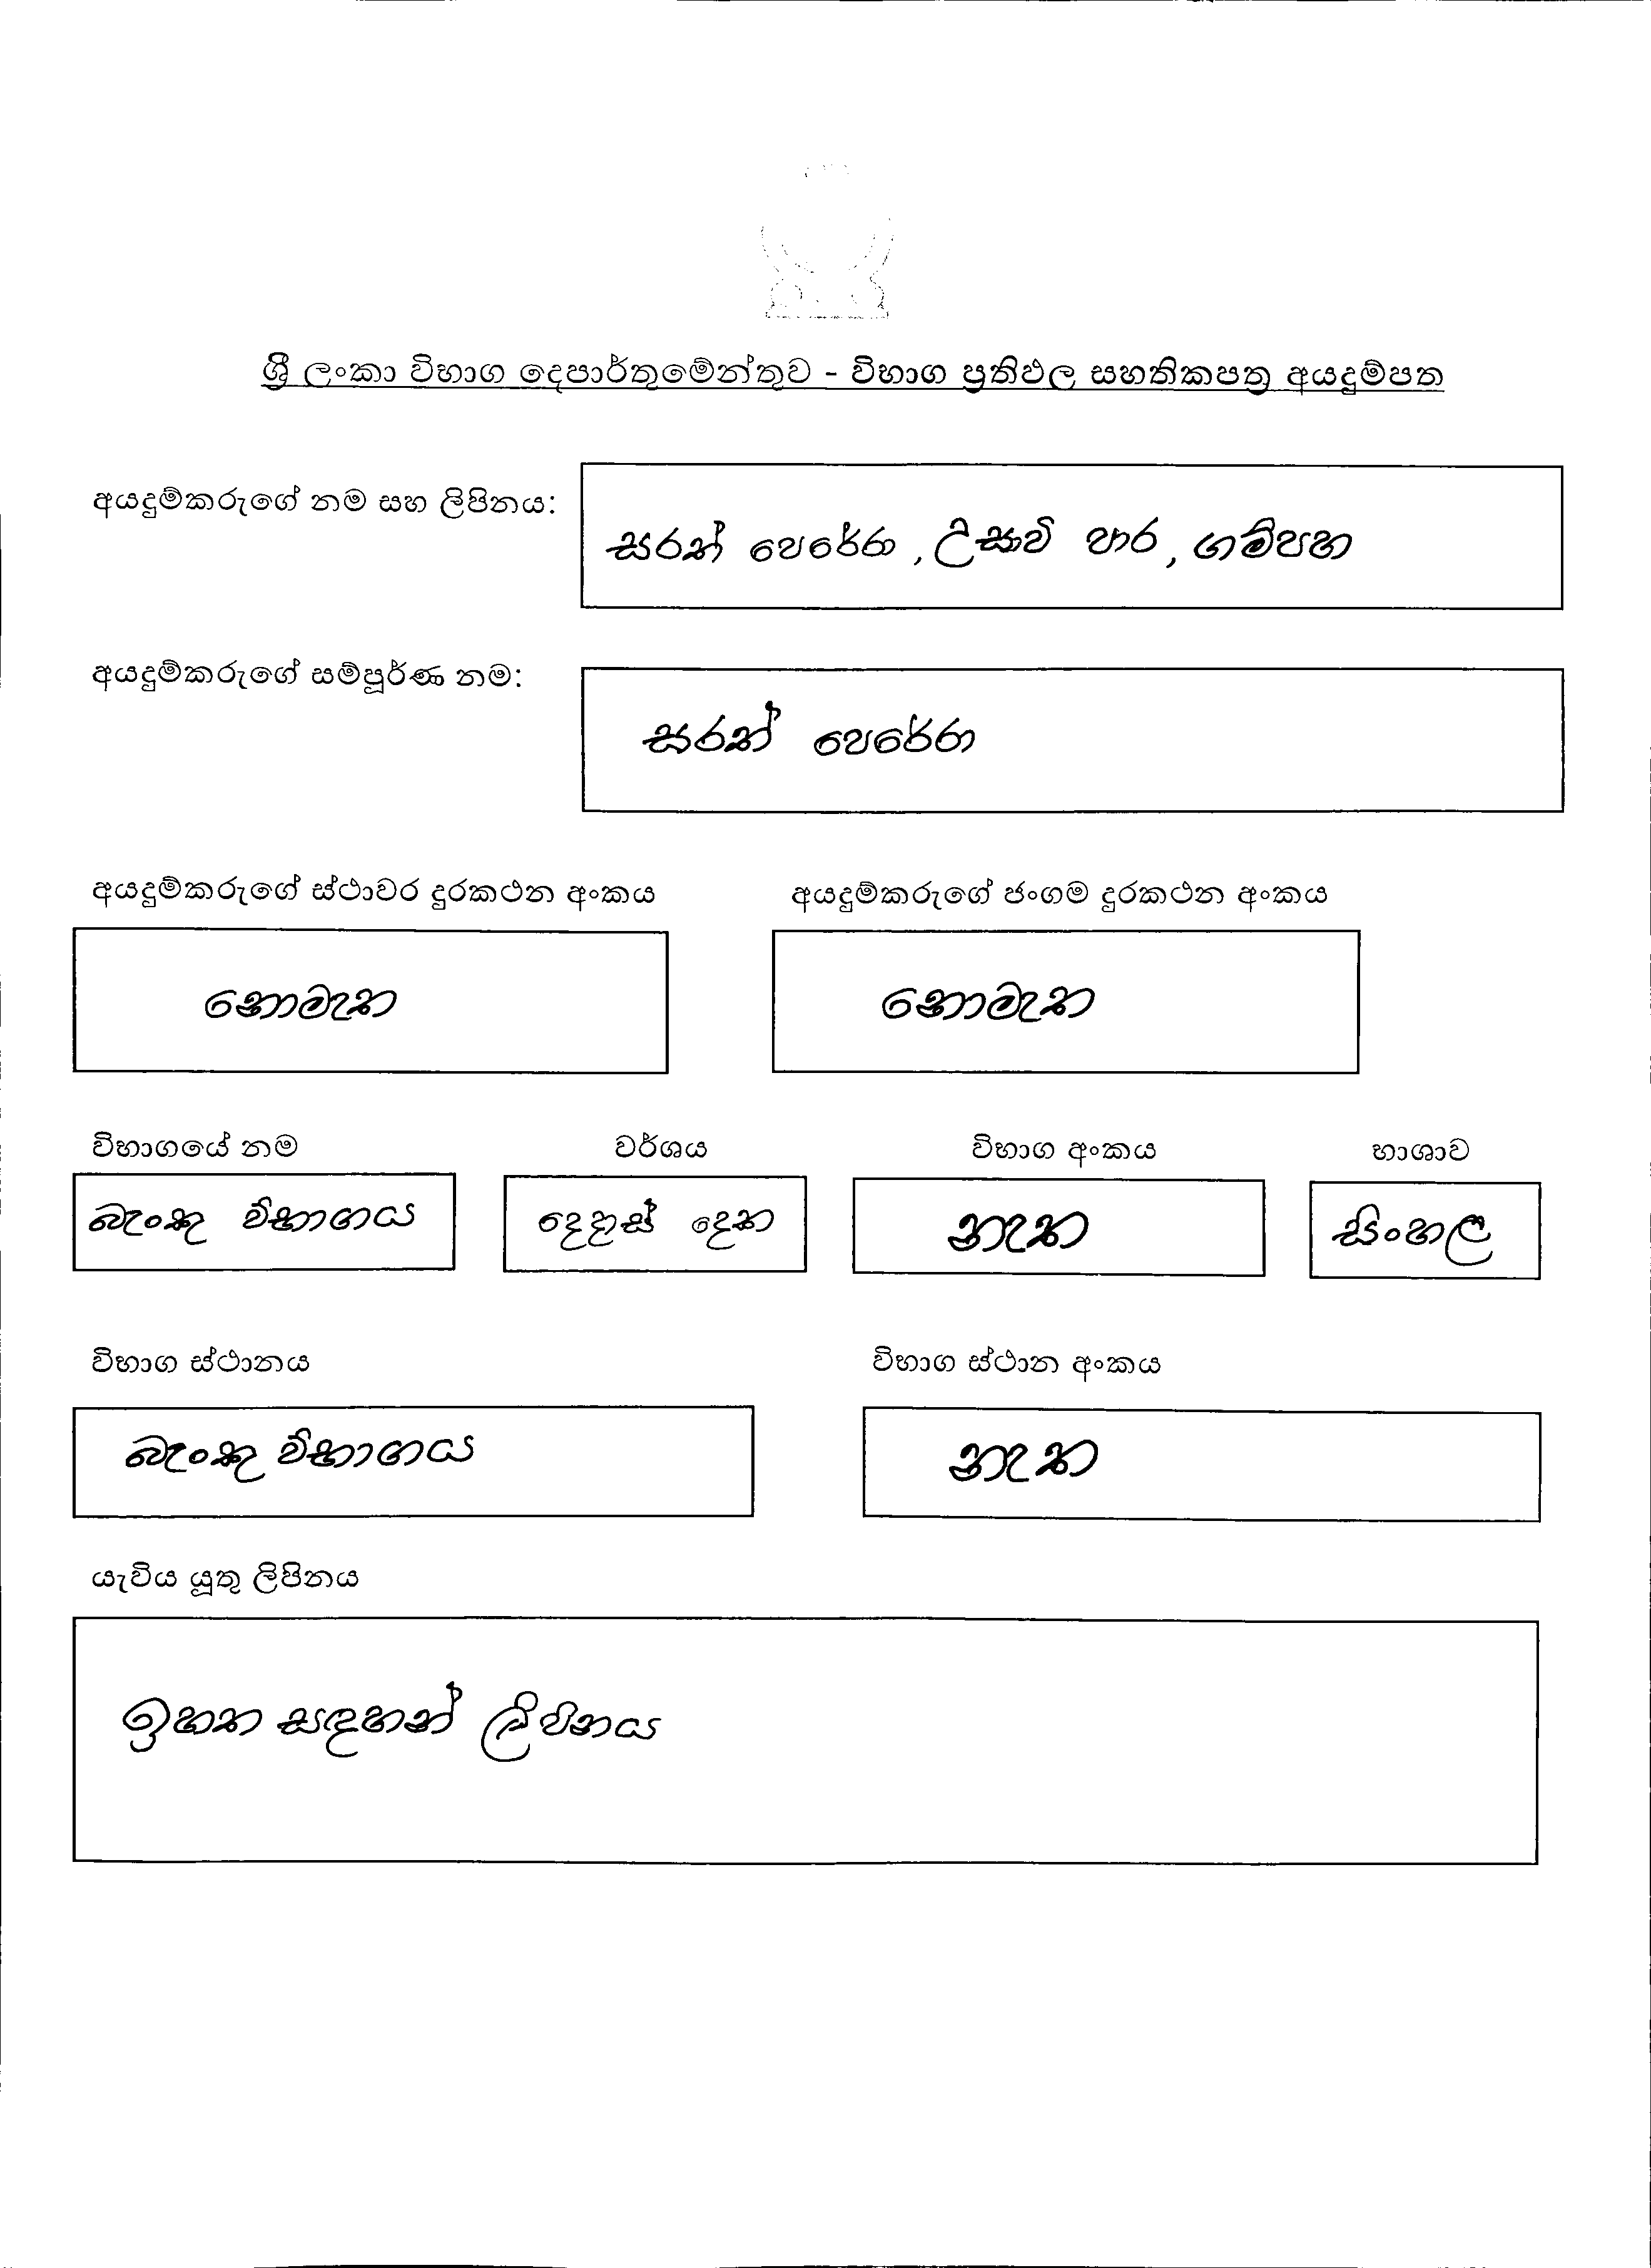 ශ්‍රී ලංකා විභාග දෙපාර්තුමේන්තුව - විභාග ප්‍රතිඵල සහතිකපත්‍ර අයදුම්පත
අයදුම්කරුගේ නම සහ ලිපිනය:
සරත් පෙරේරා , උසාවි පාර , ගම්පහ
අයදුම්කරුගේ සම්පූර්ණ නම:
සරත් පෙරේරා
අයදුම්කරුගේ ස්ථාවර දුරකථන අංකය අයදුම්කරුගේ ජංගම දුරකථන අංකය
නොමැත නොමැත
විභාගයේ නම වර්ශය විභාග අංකය භාශාව
බැංකු විභාගය දෙදාස් දෙක නැත සිංහල
විභාග ස්ථානය විභාග ස්ථාන අංකය
බැංකු විභාගය නැත
යැවිය යූතු ලිපිනය
ඉහත සඳහන් ලිපිනය